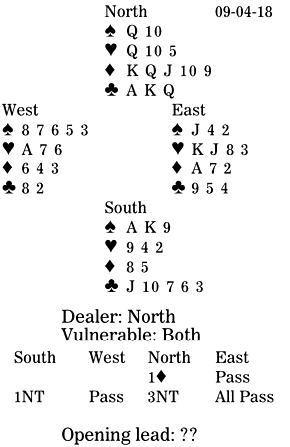 North 09-04-18
♠ Q 10
♥ Q 10 5
♦ K Q J 10 9
♣ A K Q
West East
♠ 8 7 6 5 3 ♠ J 4 2
♥ A 7 6 ♥ K J 8 3
♦ 6 4 3 ♦ A 7 2
♣ 8 2 ♣ 9 5 4
South
♠ A K 9
♥ 9 4 2
♦ 8 5
♣ J 10 7 6 3
Dealer: North
Vulnerable: Both
South West North East
1♦ Pass
1NT Pass 3NT All Pass
Opening lead: ??